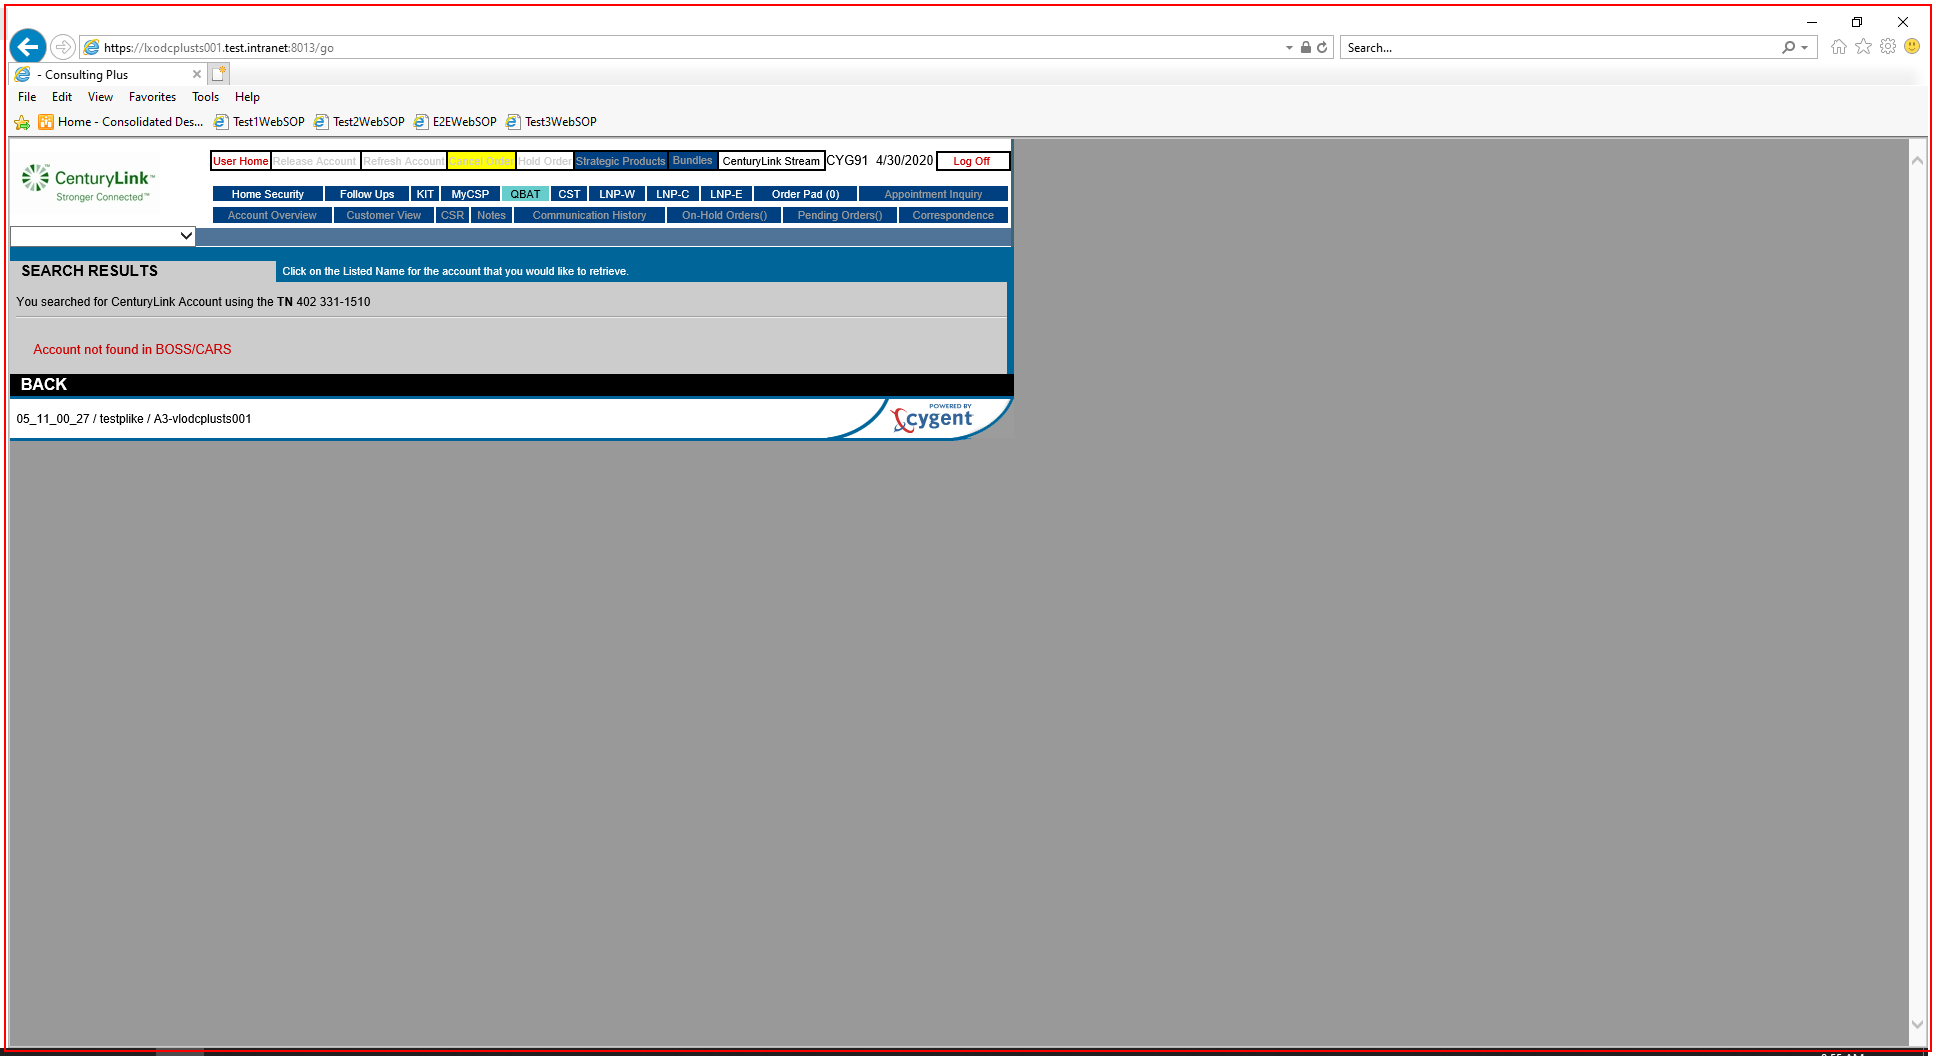 https://lxodcplusts001.test.intranet:8013/go
Search...
- Consulting Plus
File Edit View Favorites Tools Help
Home - Consolidated Des... Test1WebSOP Test2WebSOP E2EWebSOP Test3WebSOP
CenturyLink™
Stronger Connected™
User Home Release Account Refresh Account Cancel Order Hold Order Strategic Products Bundles CenturyLink Stream CYG91 4/30/2020 Log Off
Home Security Follow Ups KIT MyCSP QBAT CST LNP-W LNP-C LNP-E Order Pad (0) Appointment Inquiry
Account Overview Customer View CSR Notes Communication History On-Hold Orders() Pending Orders() Correspondence
SEARCH RESULTS Click on the Listed Name for the account that you would like to retrieve.
You searched for CenturyLink Account using the TN 402 331-1510
Account not found in BOSS/CARS
BACK
05_11_00_27 / testplike / A3-vlodcplusts001
POWERED BY
cygent